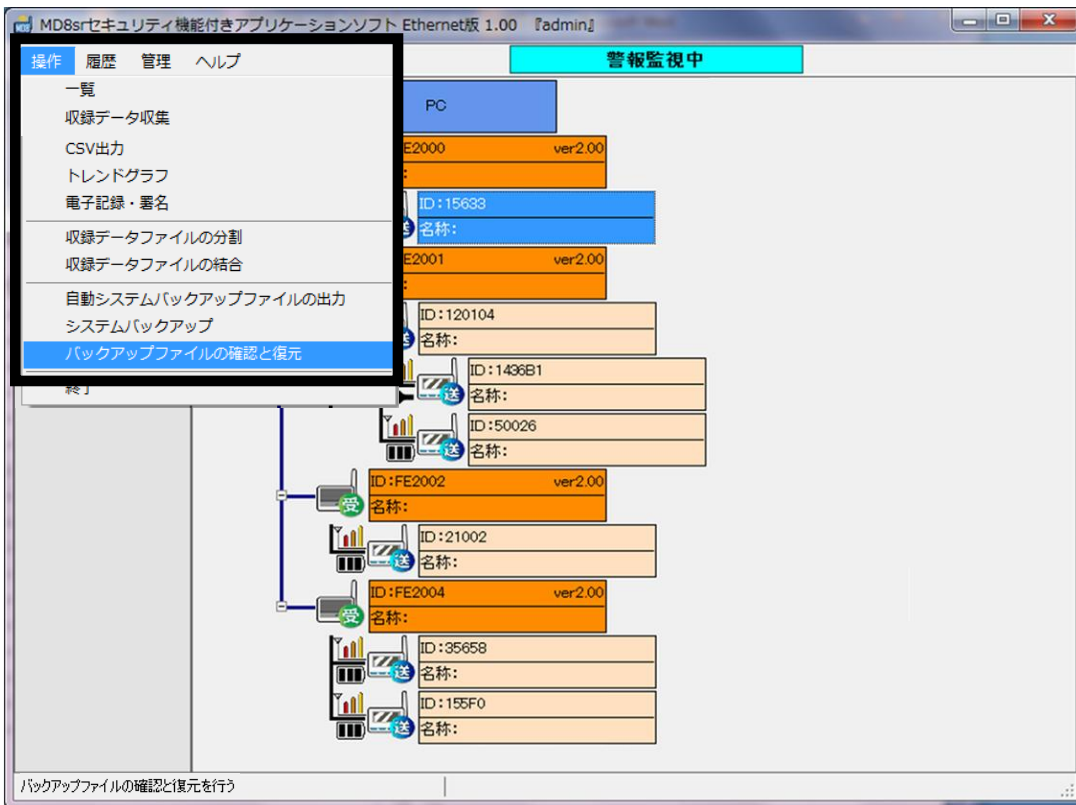 MD8srセキュリティ機能付きアプリケーションソフト Ethernet版 1.00 『admin』
操作 履歴 管理 ヘルプ
警報監視中
一覧
収録データ収集
CSV出力
トレンドグラフ
電子記録・署名
収録データファイルの分割
収録データファイルの結合
自動システムバックアップファイルの出力
システムバックアップ
バックアップファイルの確認と復元
終了
PC
E2000 ver2.00
:
ID:15633
名称:
E2001 ver2.00
:
ID:120104
名称:
ID:1436B1
名称:
送
ID:50026
名称:
送
ID:FE2002 ver2.00
名称:
受
ID:21002
名称:
送
ID:FE2004 ver2.00
名称:
受
ID:35658
名称:
送
ID:155F0
名称:
送
バックアップファイルの確認と復元を行う